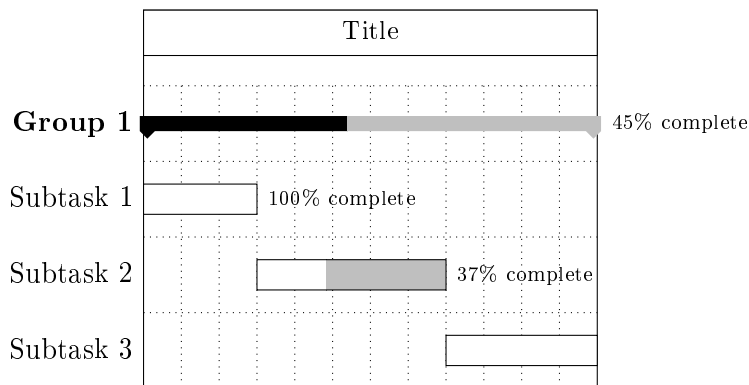 Title
Group 1 45% complete
Subtask 1 100% complete
Subtask 2 37% complete
Subtask 3